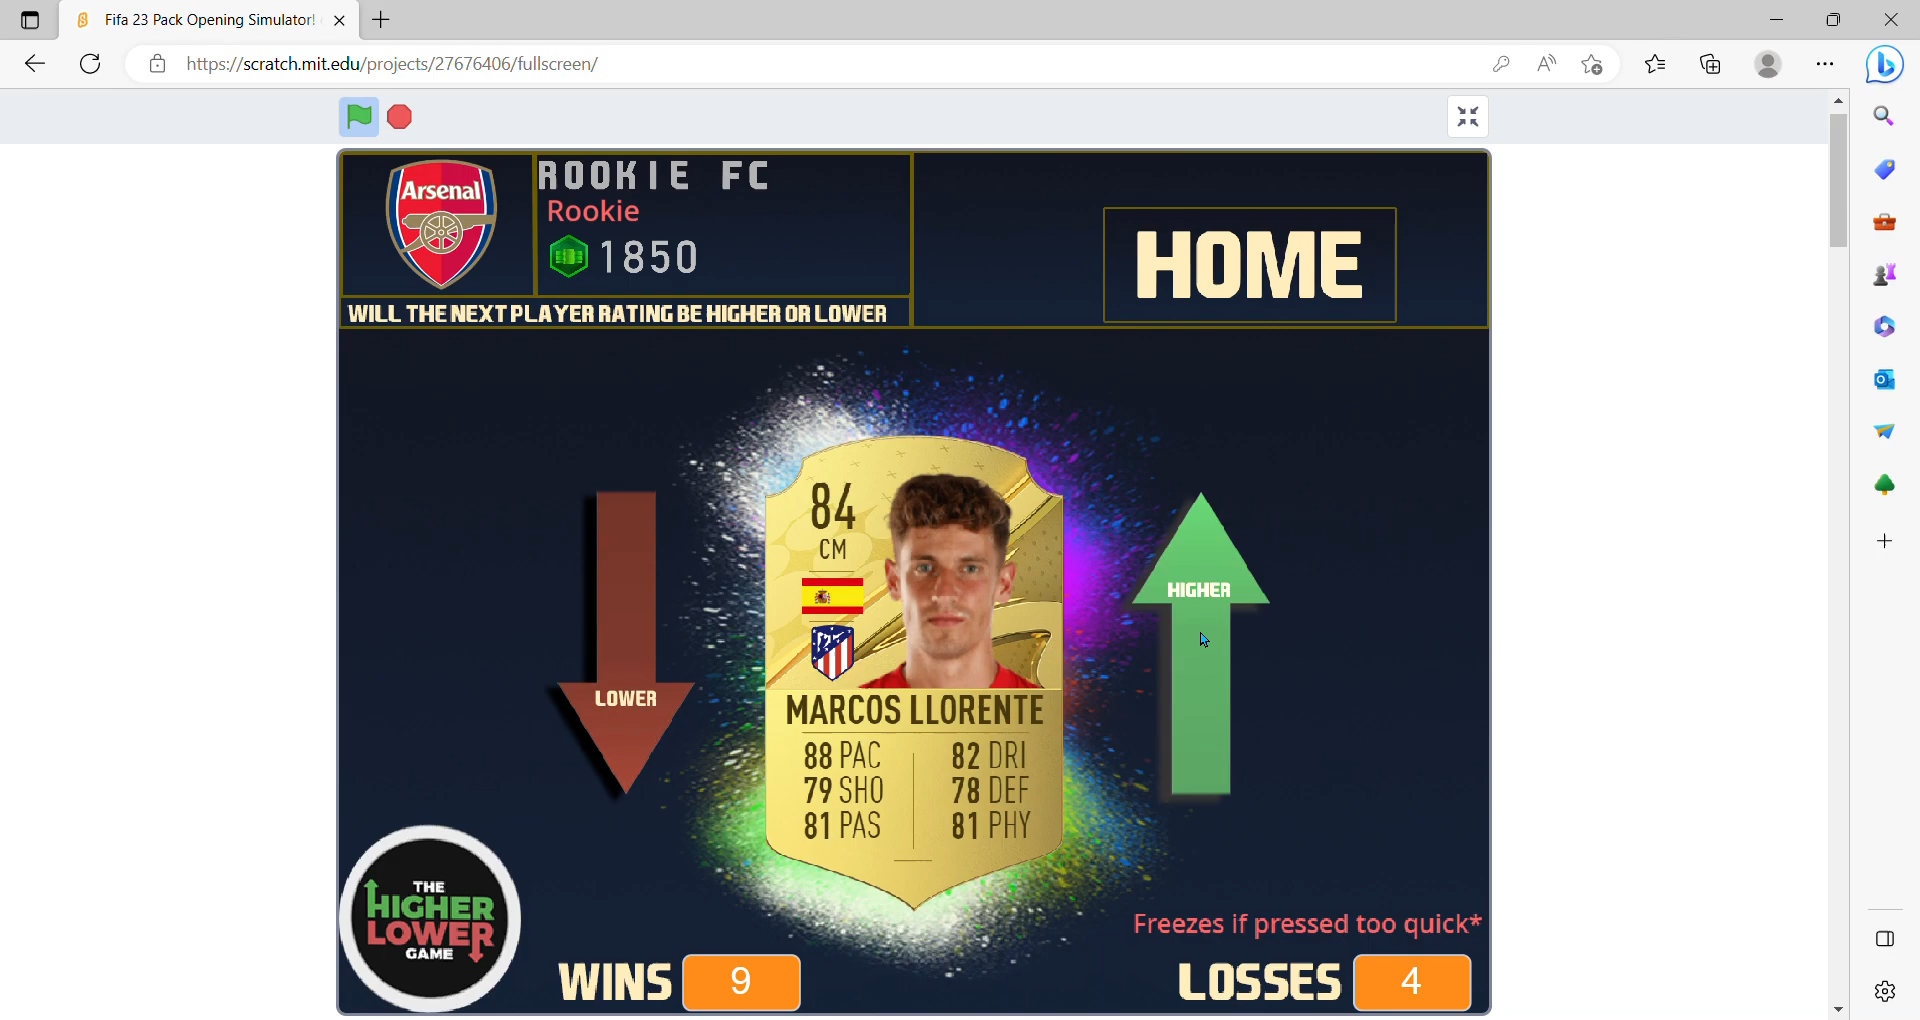 Fifa 23 Pack Opening Simulator!
https://scratch.mit.edu/projects/27676406/fullscreen/
Arsenal
ROOKIE FC
Rookie
1850
HOME
WILL THE NEXT PLAYER RATING BE HIGHER OR LOWER
84
CM
HIGHER
LOWER
MARCOS LLORENTE
88 PAC 82 DRI
79 SHO 78 DEF
81 PAS 81 PHY
THE
HIGHER
LOWER
GAME
Freezes if pressed too quick*
WINS 9
LOSSES 4